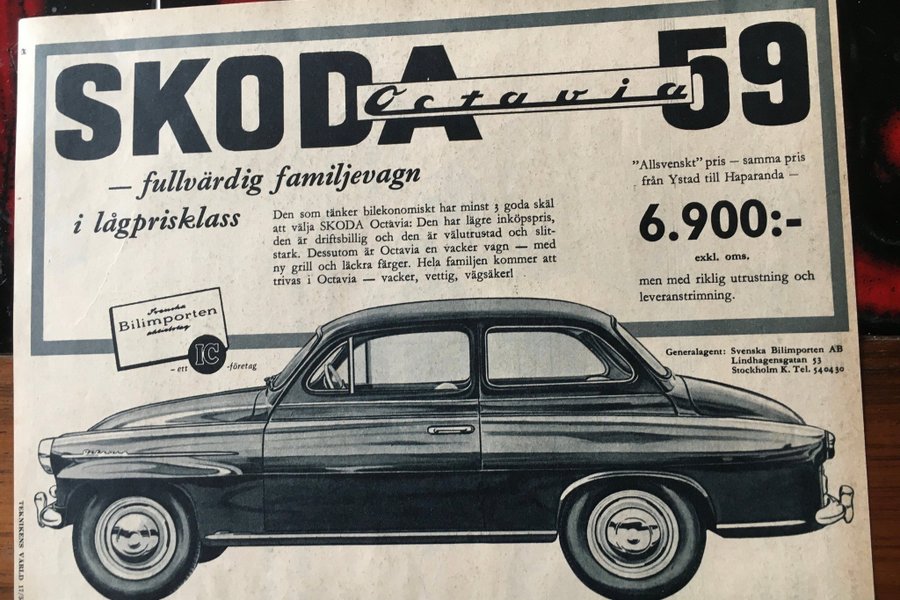 SKODA Octavia 59
– fullvärdig familjevagn
i lågprisklass
Den som tänker bilekonomiskt har minst 3 goda skäl
att välja SKODA Octavia: Den har lägre inköpspris,
den är driftsbillig och den är välutrustad och slit-
stark. Dessutom är Octavia en vacker vagn — med
ny grill och läckra färger. Hela familjen kommer att
trivas i Octavia — vacker, vettig, vägsäker!
”Allsvenskt” pris — samma pris
från Ystad till Haparanda —
6.900:-
exkl. oms.
men med riklig utrustning och
leveranstrimning.
Svenska
Bilimporten
aktiebolag
– ett IC -företag
Generalagent: Svenska Bilimporten AB
Lindhagensgatan 53
Stockholm K. Tel. 540430
Octavia
TEKNIKENS VÄRLD 17/